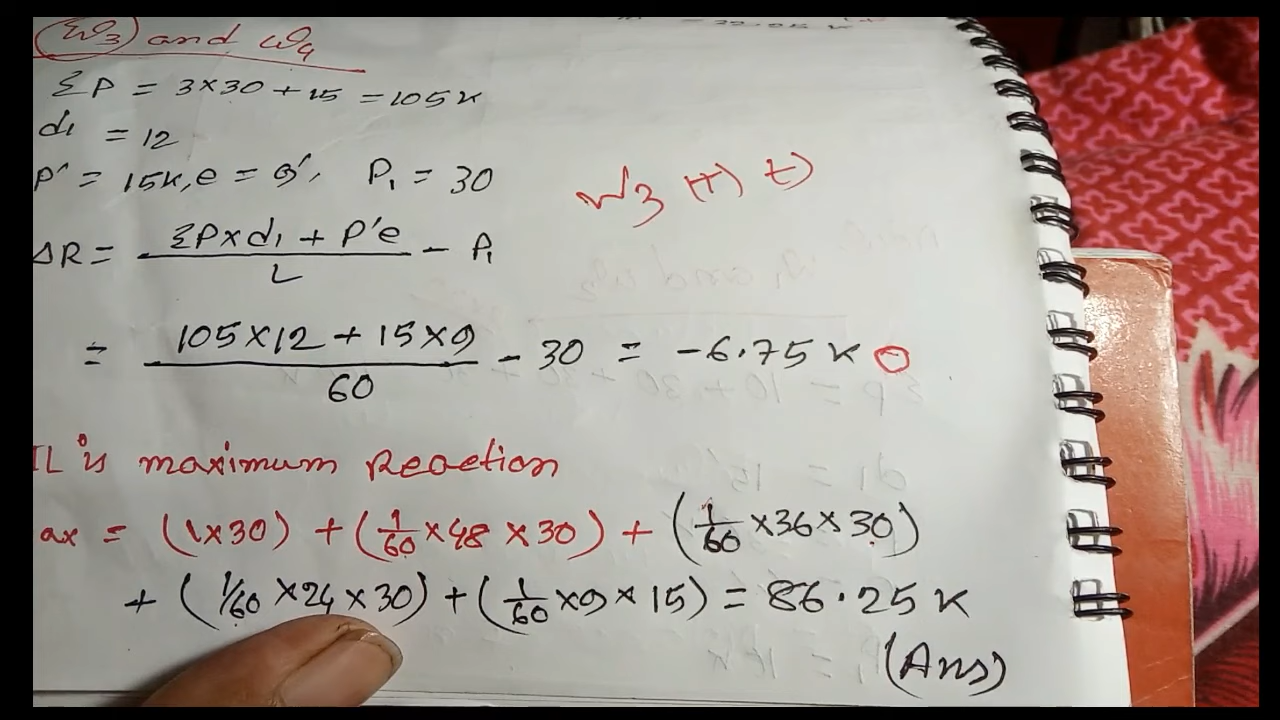 W₃ and W₄
ΣP = 3×30 + 15 = 105K
d₁ = 12
P' = 15K, e = 9', P₁ = 30
W₃ (+) (-)
ΔR = (ΣP×d₁ + P'e)/L - P₁
= (105×12 + 15×9)/60 - 30 = -6.75 K
IL is maximum Reaction
ax = (1×30) + (1/60 ×48 ×30) + (1/60 ×36×30)
+ (1/60 ×24×30) + (1/60 ×9×15) = 86.25 K
(Ans)